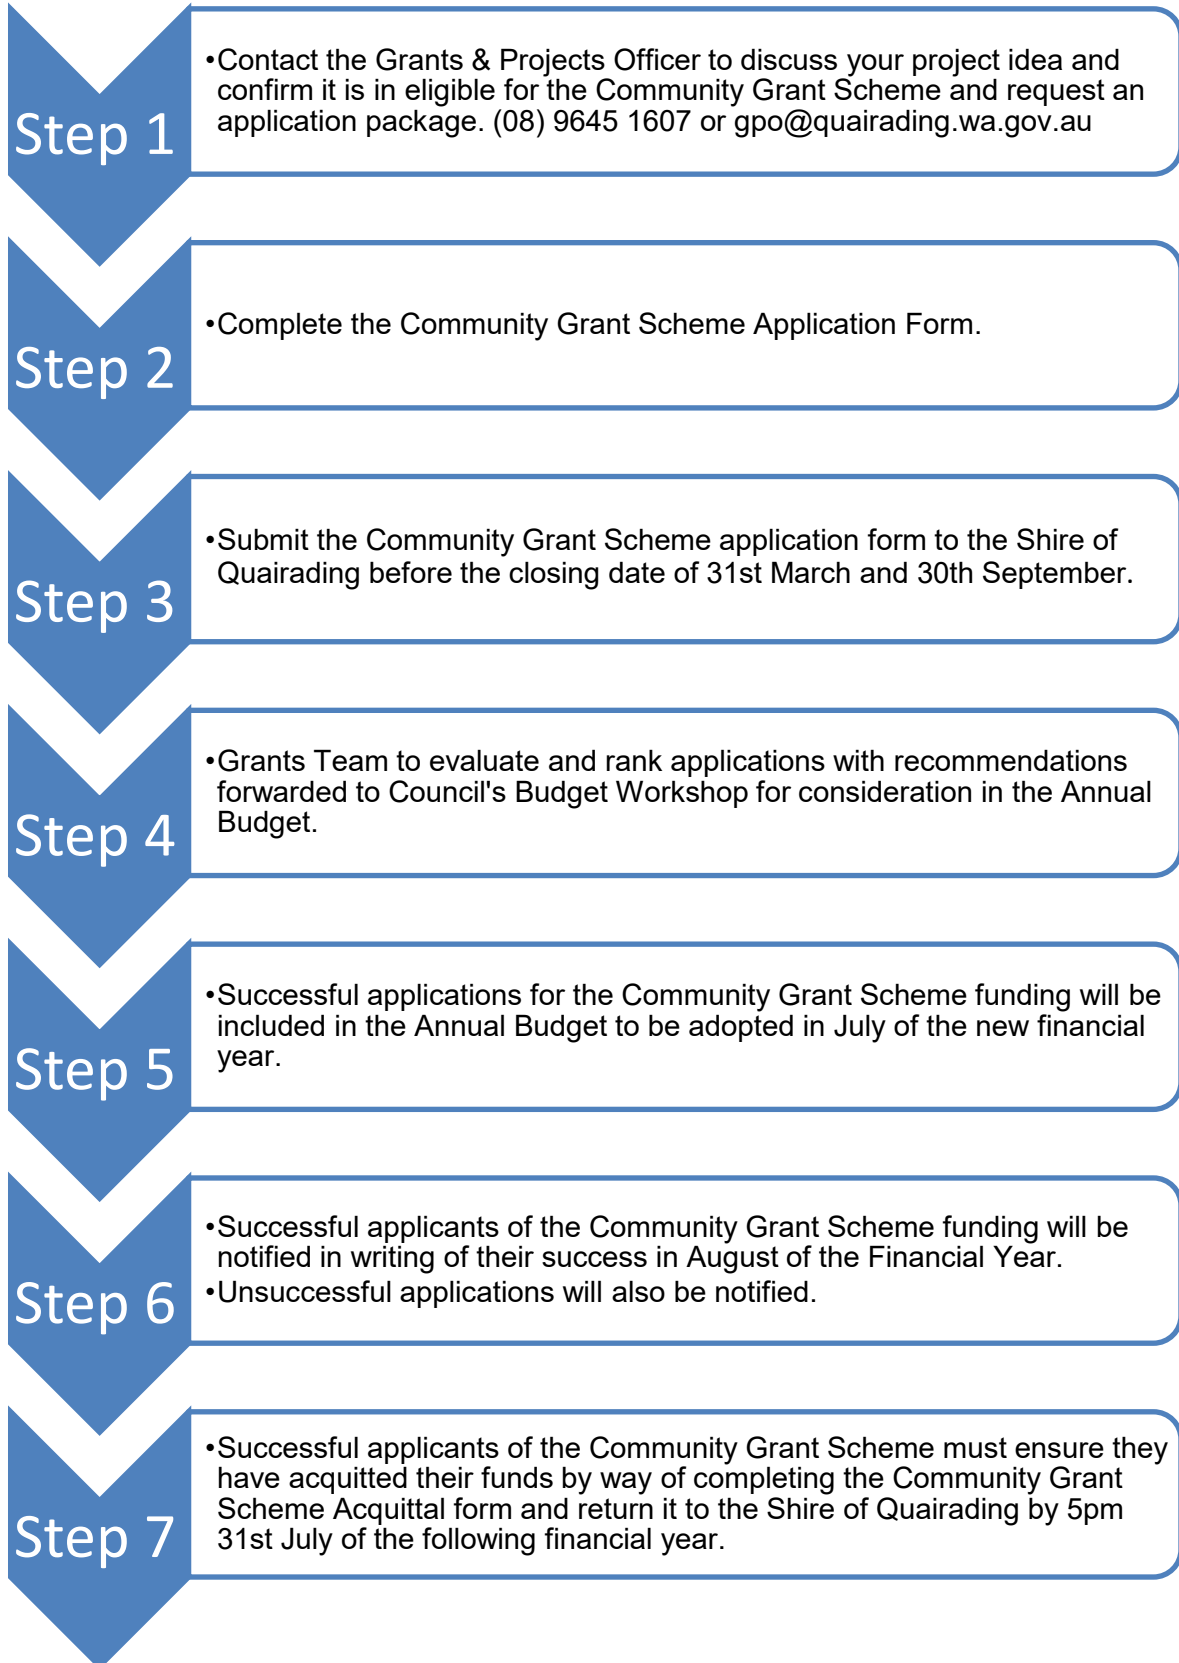 Step 1
•Contact the Grants & Projects Officer to discuss your project idea and
confirm it is in eligible for the Community Grant Scheme and request an
application package. (08) 9645 1607 or gpo@quairading.wa.gov.au
Step 2
•Complete the Community Grant Scheme Application Form.
Step 3
•Submit the Community Grant Scheme application form to the Shire of
Quairading before the closing date of 31st March and 30th September.
Step 4
•Grants Team to evaluate and rank applications with recommendations
forwarded to Council's Budget Workshop for consideration in the Annual
Budget.
Step 5
•Successful applications for the Community Grant Scheme funding will be
included in the Annual Budget to be adopted in July of the new financial
year.
Step 6
•Successful applicants of the Community Grant Scheme funding will be
notified in writing of their success in August of the Financial Year.
•Unsuccessful applications will also be notified.
Step 7
•Successful applicants of the Community Grant Scheme must ensure they
have acquitted their funds by way of completing the Community Grant
Scheme Acquittal form and return it to the Shire of Quairading by 5pm
31st July of the following financial year.